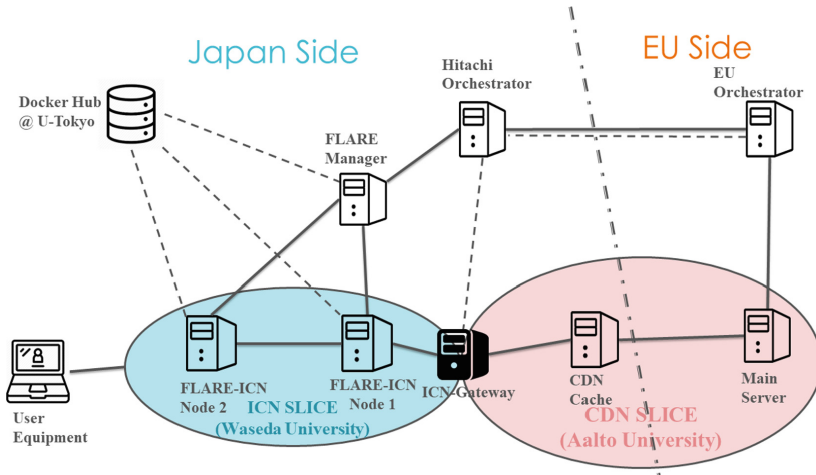 Japan Side
EU Side
Hitachi
Orchestrator
EU
Orchestrator
Docker Hub
@ U-Tokyo
FLARE
Manager
FLARE-ICN
Node 2
FLARE-ICN
Node 1
ICN-Gateway
CDN
Cache
Main
Server
User
Equipment
ICN SLICE
(Waseda University)
CDN SLICE
(Aalto University)